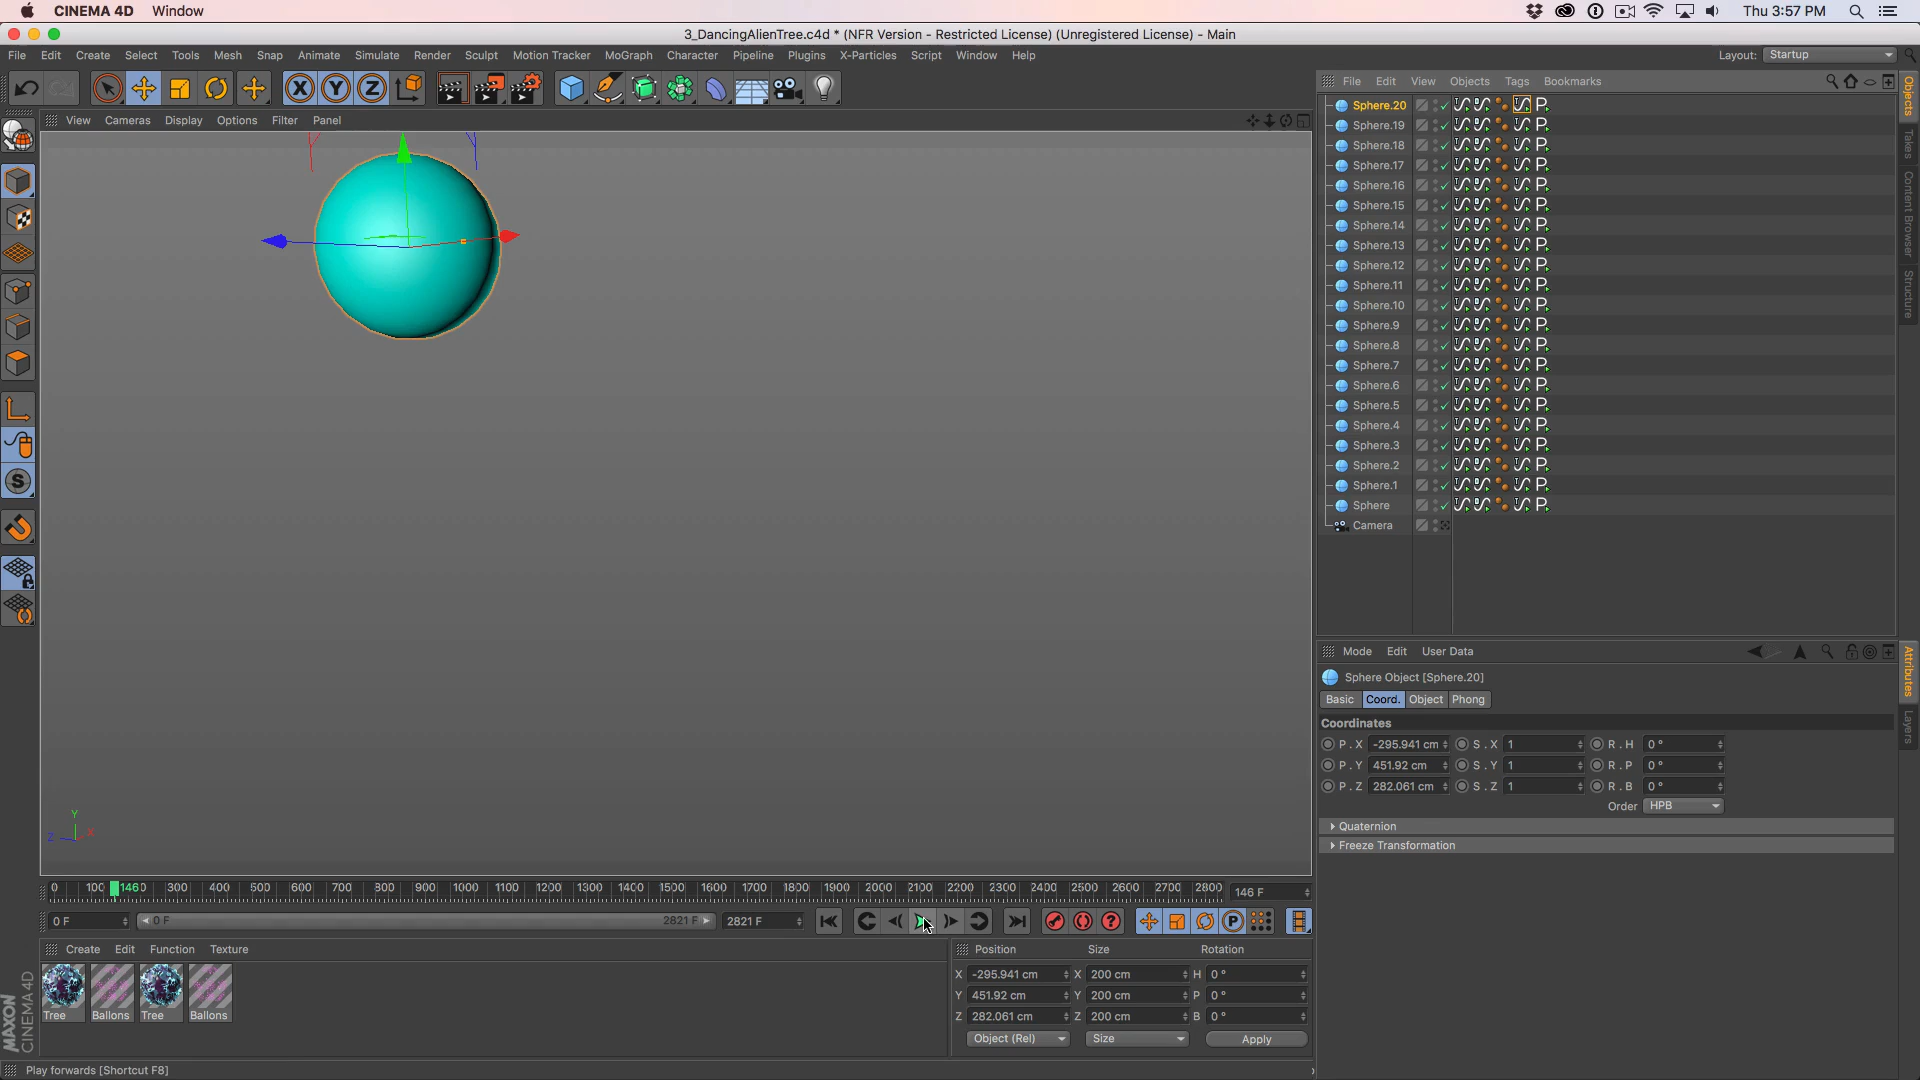 CINEMA 4D Window
Thu 3:57 PM
3_DancingAlienTree.c4d * (NFR Version - Restricted License) (Unregistered License) - Main
File Edit Create Select Tools Mesh Snap Animate Simulate Render Sculpt Motion Tracker MoGraph Character Pipeline Plugins X-Particles Script Window Help
Layout: Startup
File Edit View Objects Tags Bookmarks
View Cameras Display Options Filter Panel
Sphere.20
Sphere.19
Sphere.18
Sphere.17
Sphere.16
Sphere.15
Sphere.14
Sphere.13
Sphere.12
Sphere.11
Sphere.10
Sphere.9
Sphere.8
Sphere.7
Sphere.6
Sphere.5
Sphere.4
Sphere.3
Sphere.2
Sphere.1
Sphere
Camera
Objects
Takes
Content Browser
Structure
Mode Edit User Data
Sphere Object [Sphere.20]
Basic Coord. Object Phong
Coordinates
P . X -295.941 cm S . X 1 R . H 0 °
P . Y 451.92 cm S . Y 1 R . P 0 °
P . Z 282.061 cm S . Z 1 R . B 0 °
Order HPB
Quaternion
Freeze Transformation
Attributes
Layers
Y
Z X
0 100 146 300 400 500 600 700 800 900 1000 1100 1200 1300 1400 1500 1600 1700 1800 1900 2000 2100 2200 2300 2400 2500 2600 2700 2800 146 F
0 F 0 F 2821 F 2821 F
Create Edit Function Texture
Tree Ballons Tree Ballons
Position Size Rotation
X -295.941 cm X 200 cm H 0 °
Y 451.92 cm Y 200 cm P 0 °
Z 282.061 cm Z 200 cm B 0 °
Object (Rel) Size Apply
MAXON
CINEMA 4D
Play forwards [Shortcut F8]